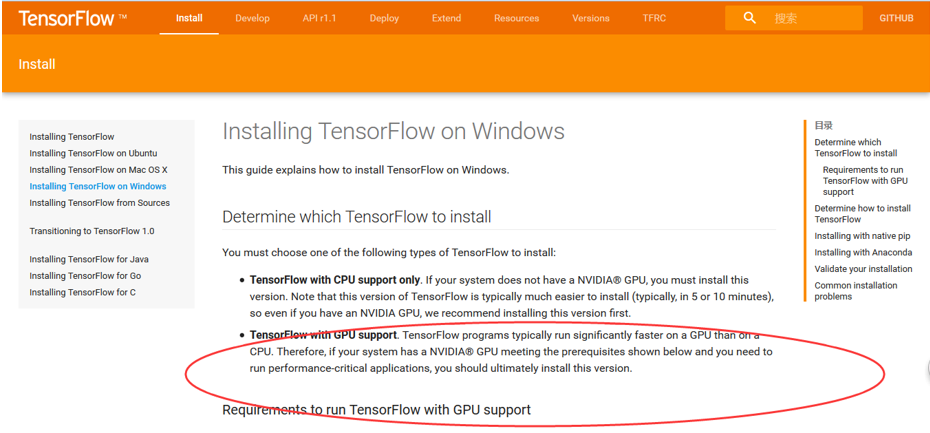 TensorFlow ™ Install Develop API r1.1 Deploy Extend Resources Versions TFRC 搜索 GITHUB
Install
Installing TensorFlow
Installing TensorFlow on Ubuntu
Installing TensorFlow on Mac OS X
Installing TensorFlow on Windows
Installing TensorFlow from Sources
Transitioning to TensorFlow 1.0
Installing TensorFlow for Java
Installing TensorFlow for Go
Installing TensorFlow for C
Installing TensorFlow on Windows
This guide explains how to install TensorFlow on Windows.
Determine which TensorFlow to install
You must choose one of the following types of TensorFlow to install:
• TensorFlow with CPU support only. If your system does not have a NVIDIA® GPU, you must install this
version. Note that this version of TensorFlow is typically much easier to install (typically, in 5 or 10 minutes),
so even if you have an NVIDIA GPU, we recommend installing this version first.
• TensorFlow with GPU support. TensorFlow programs typically run significantly faster on a GPU than on a
CPU. Therefore, if your system has a NVIDIA® GPU meeting the prerequisites shown below and you need to
run performance-critical applications, you should ultimately install this version.
Requirements to run TensorFlow with GPU support
目录
Determine which
TensorFlow to install
Requirements to run
TensorFlow with GPU
support
Determine how to install
TensorFlow
Installing with native pip
Installing with Anaconda
Validate your installation
Common installation
problems